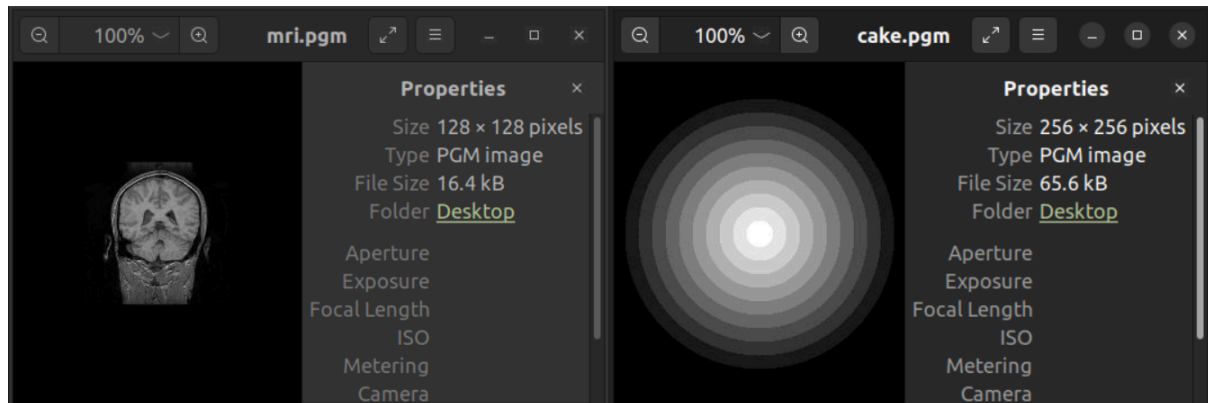 100%
mri.pgm
Properties
Size 128 × 128 pixels
Type PGM image
File Size 16.4 kB
Folder Desktop
Aperture
Exposure
Focal Length
ISO
Metering
Camera
100%
cake.pgm
Properties
Size 256 × 256 pixels
Type PGM image
File Size 65.6 kB
Folder Desktop
Aperture
Exposure
Focal Length
ISO
Metering
Camera